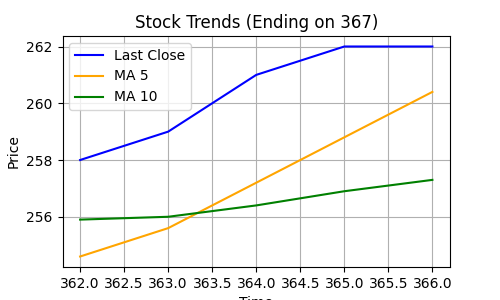 Stock Trends (Ending on 367)
Last Close
MA 5
MA 10
Price
262
260
258
256
362.0 362.5 363.0 363.5 364.0 364.5 365.0 365.5 366.0
Time